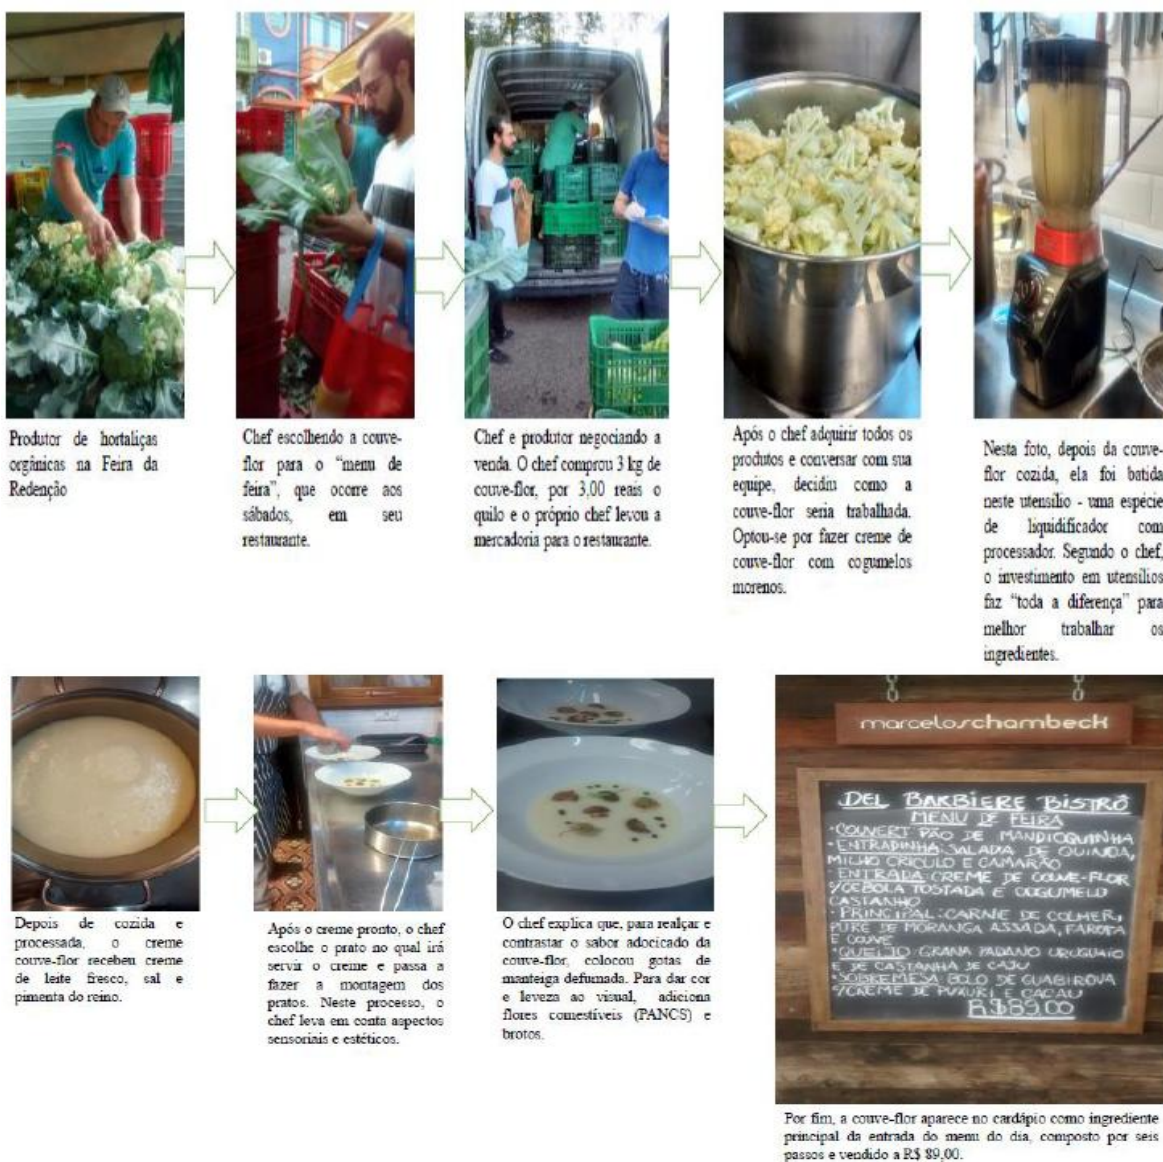 Produtor de hortaliças
orgânicas na Feira da
Redenção
Chef escolhendo a couve-
flor para o "menu de
feira", que ocorre aos
sábados, em seu
restaurante.
Chef e produtor negociando a
venda. O chef comprou 3 kg de
couve-flor, por 3,00 reais o
quilo e o próprio chef levou a
mercadoria para o restaurante.
Após o chef adquirir todos os
produtos e conversar com sua
equipe, decidiu como a
couve-flor seria trabalhada.
Optou-se por fazer creme de
couve-flor com cogumelos
morenos.
Nesta foto, depois da couve-
flor cozida, ela foi batida
neste utensílio - uma espécie
de liquidificador com
processador. Segundo o chef,
o investimento em utensílios
faz "toda a diferença" para
melhor trabalhar os
ingredientes.
Depois de cozida e
processada, o creme
couve-flor recebeu creme
de leite fresco, sal e
pimenta do reino.
Após o creme pronto, o chef
escolhe o prato no qual irá
servir o creme e passa a
fazer a montagem dos
pratos. Neste processo, o
chef leva em conta aspectos
sensoriais e estéticos.
O chef explica que, para realçar e
contrastar o sabor adocicado da
couve-flor, colocou gotas de
manteiga defumada. Para dar cor
e leveza ao visual, adiciona
flores comestíveis (PANCS) e
brotos.
marceloschambeck
DEL BARBIERE BISTRÔ
MENU DE FEIRA
·COUVERT PÃO DE MANDIOQUINHA
·ENTRADINHA: SALADA DE QUINOA,
MILHO CRIOULO E CAMARÃO
·ENTRADA: CREME DE COUVE-FLOR
C/CEBOLA TOSTADA E COGUMELO
CASTANHO
·PRINCIPAL: CARNE DE COLHER,
PURE DE MORANGA ASSADA, FAROFA
E COUVE
·QUEIJO: GRANA PADANO URUGUAIO
E DE CASTANHA DE CAJU
·SOBREMESA: BOLO DE GUABIROVA
C/CREME DE PUXURI E CACAU
R$89,00
Por fim, a couve-flor aparece no cardápio como ingrediente
principal da entrada do menu do dia, composto por seis
passos e vendido a R$ 89,00.